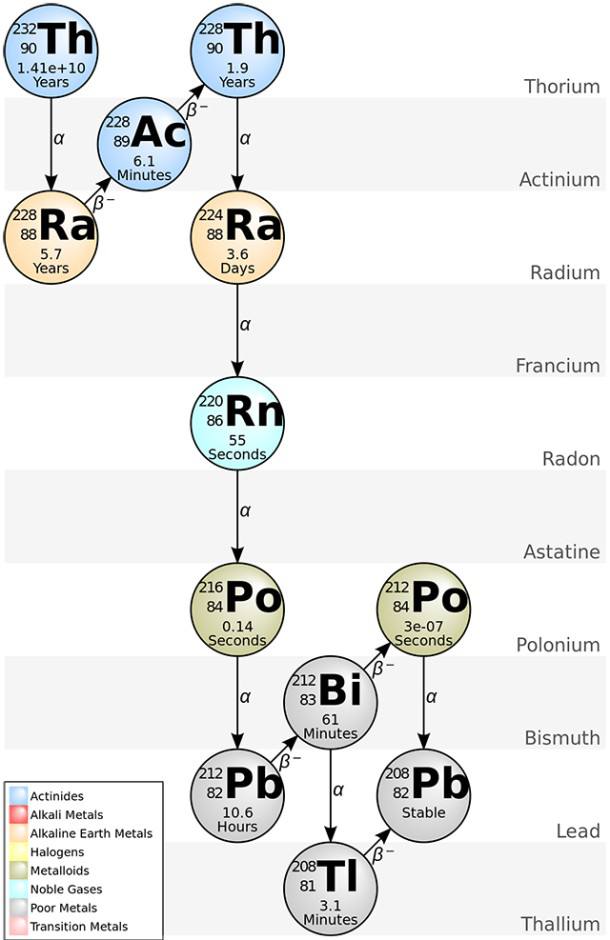 232
90
Th
1.41e+10
Years
228
90
Th
1.9
Years
Thorium
α
β⁻
α
228
89
Ac
6.1
Minutes
Actinium
β⁻
228
88
Ra
5.7
Years
224
88
Ra
3.6
Days
Radium
α
Francium
220
86
Rn
55
Seconds
Radon
α
Astatine
216
84
Po
0.14
Seconds
212
84
Po
3e-07
Seconds
Polonium
α
β⁻
α
212
83
Bi
61
Minutes
Bismuth
β⁻
212
82
Pb
10.6
Hours
α
208
82
Pb
Stable
Lead
β⁻
208
81
Tl
3.1
Minutes
Thallium
Actinides
Alkali Metals
Alkaline Earth Metals
Halogens
Metalloids
Noble Gases
Poor Metals
Transition Metals